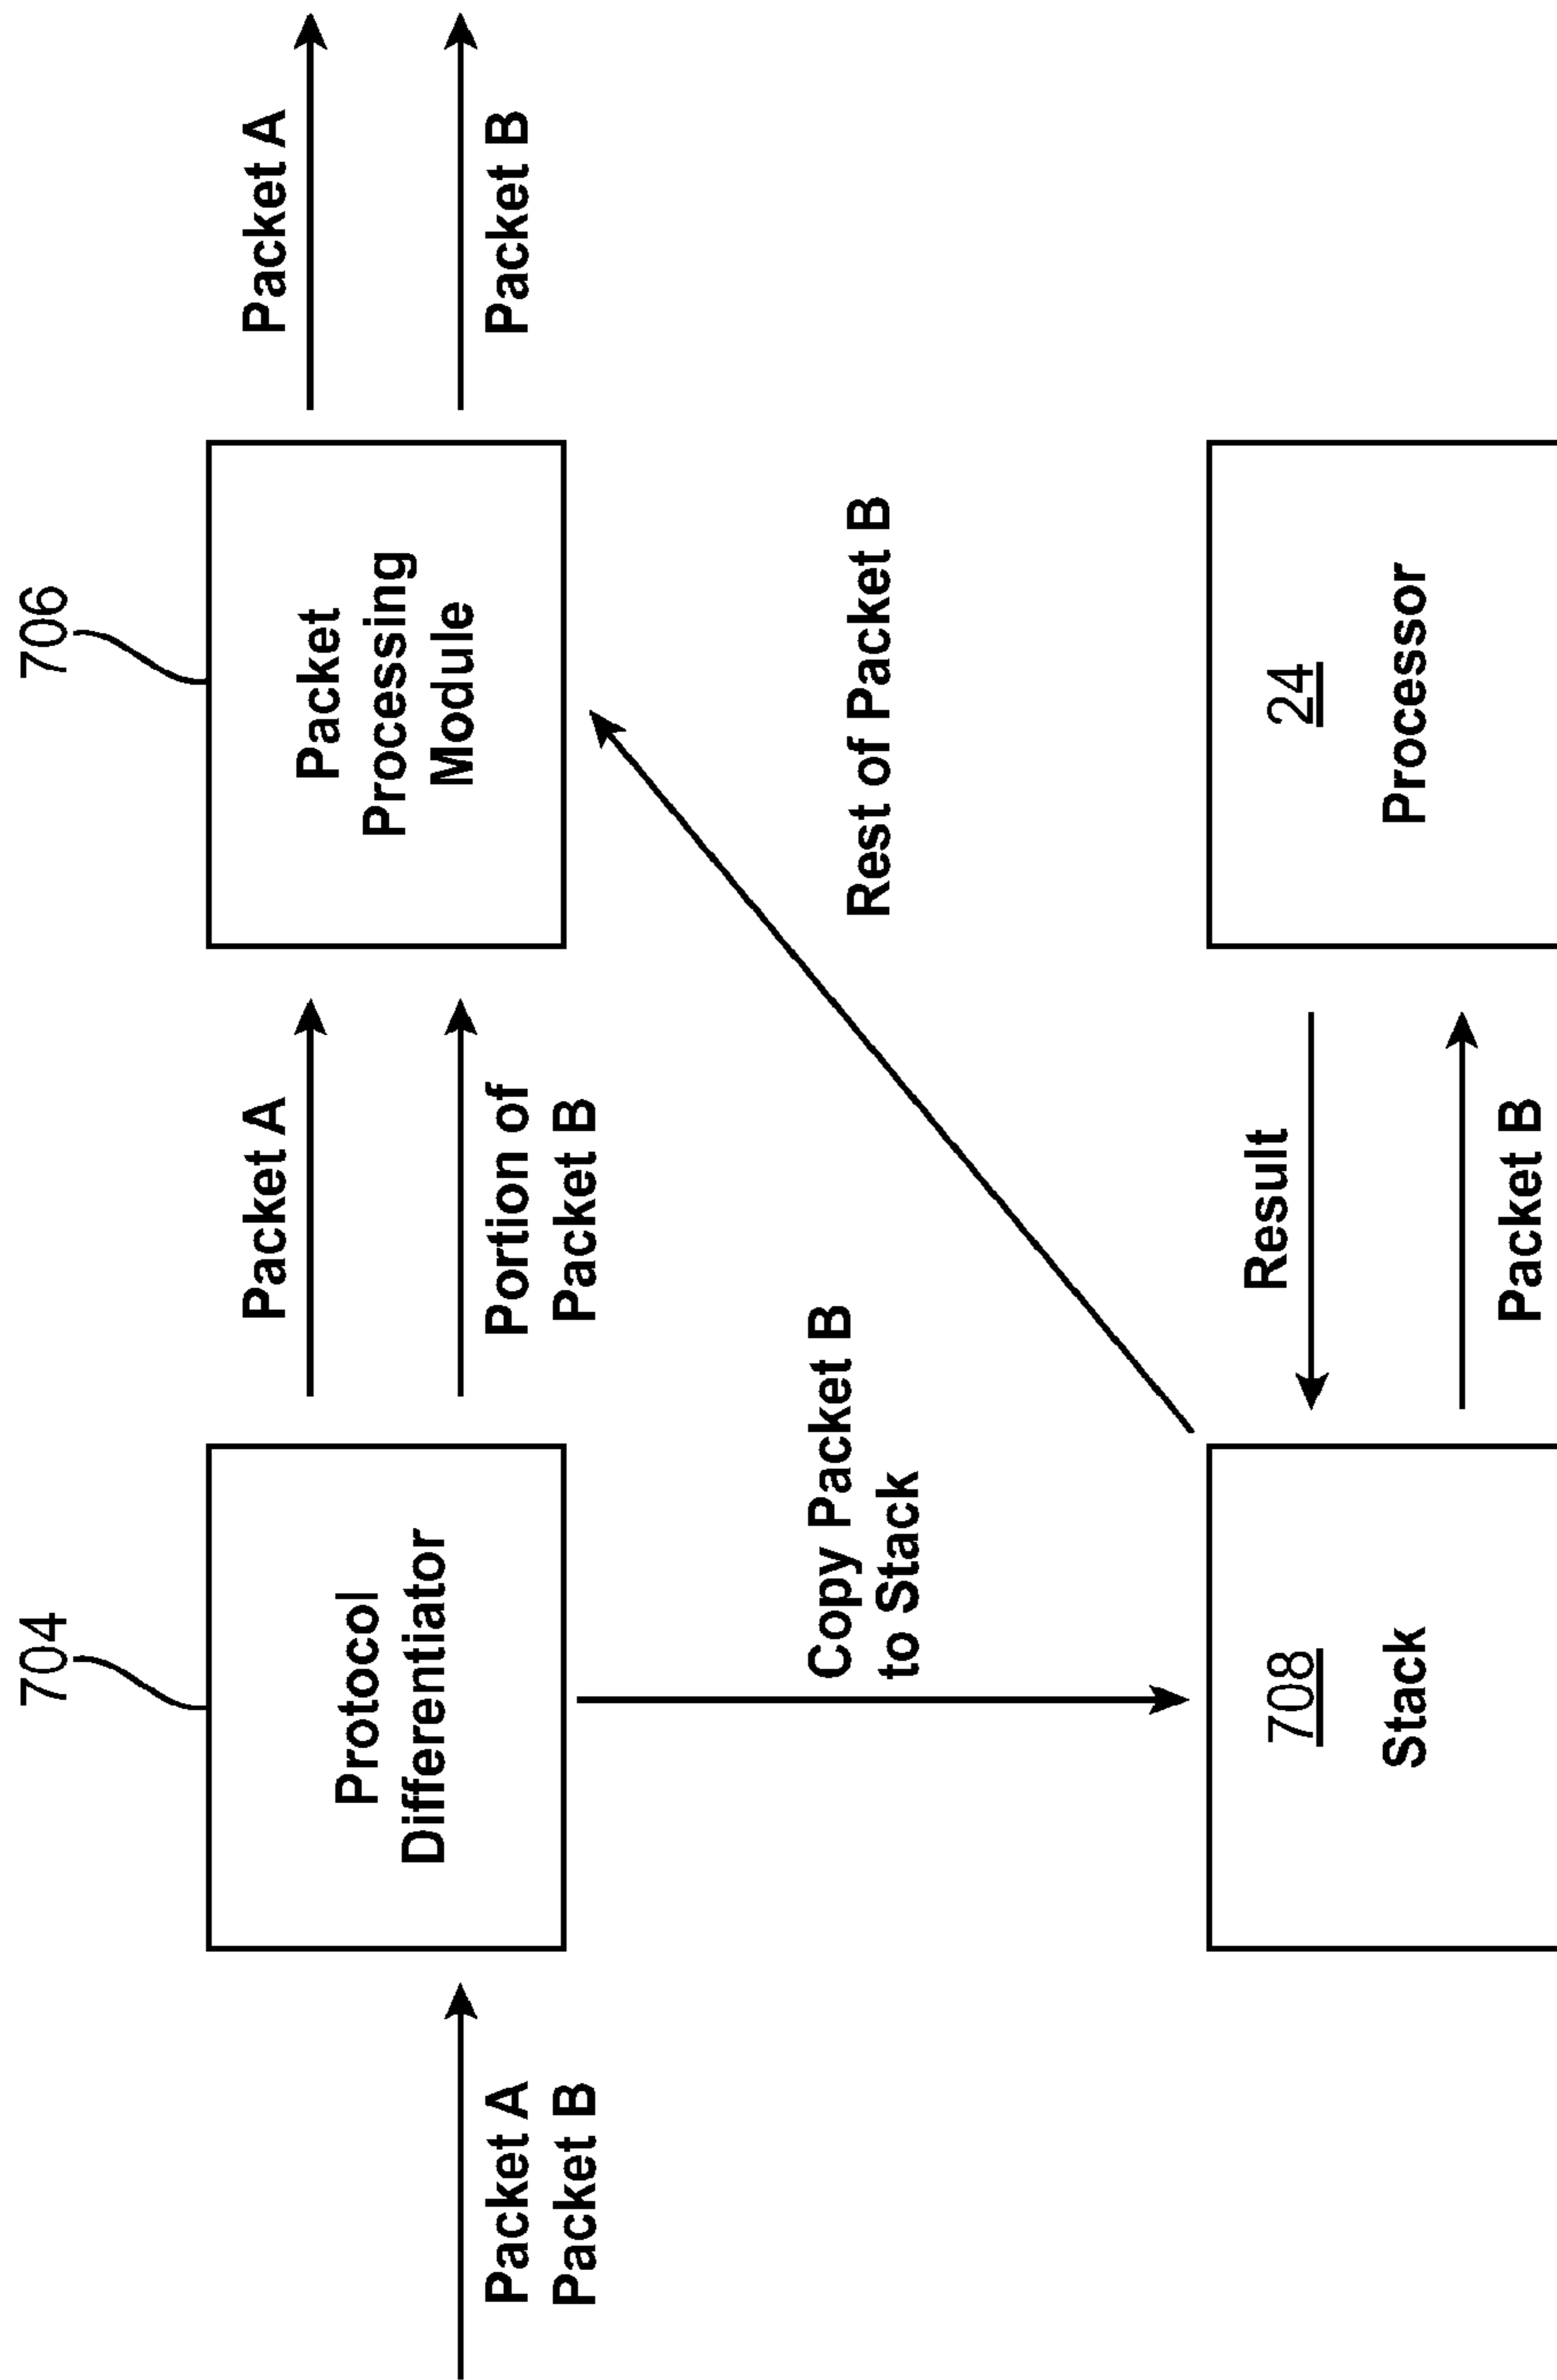 704
706
Packet A
Packet B
Protocol
Differentiator
Packet A
Portion of
Packet B
Packet
Processing
Module
Packet A
Packet B
Copy Packet B
to Stack
Rest of Packet B
708
Stack
Result
Packet B
24
Processor